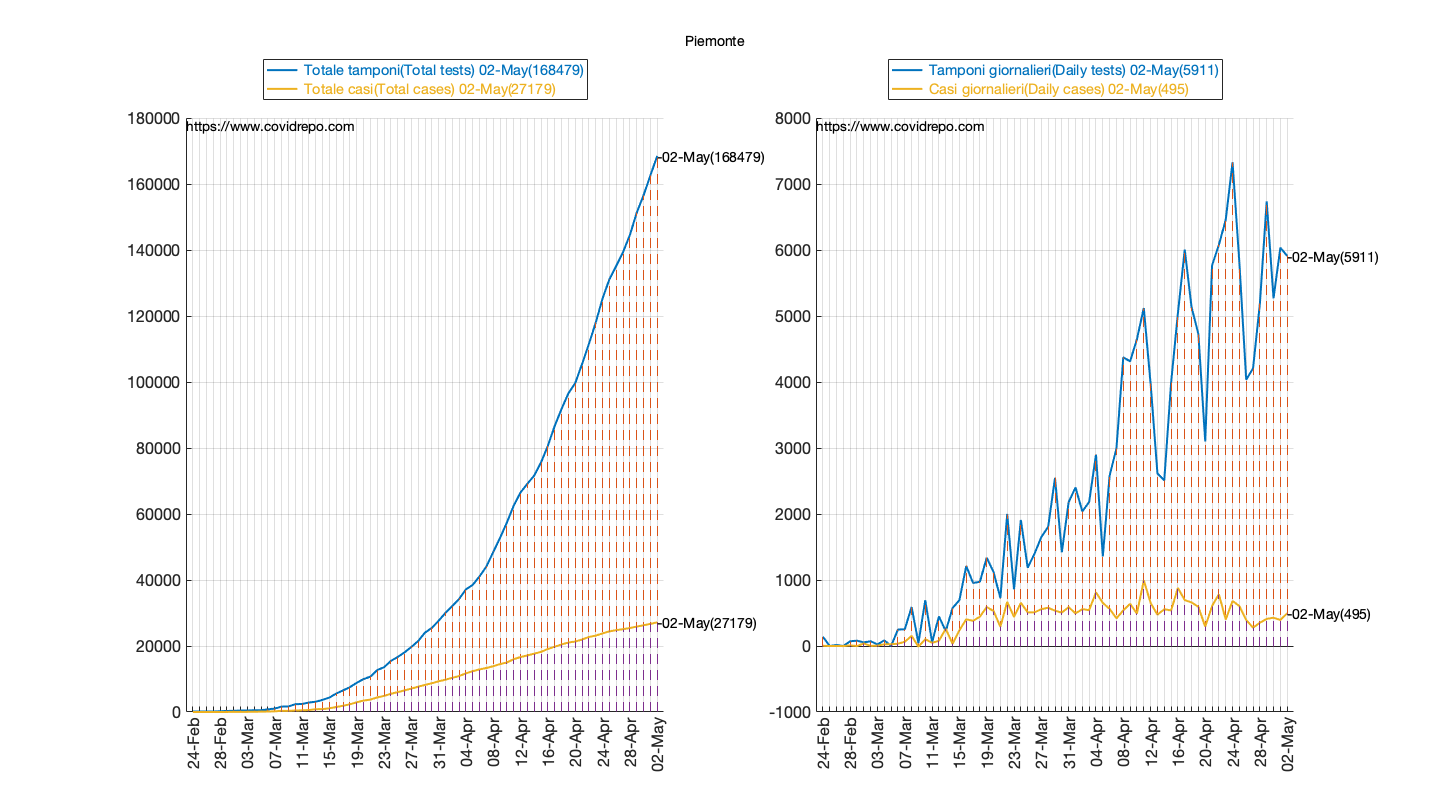 Piemonte
Totale tamponi(Total tests) 02-May(168479)
Totale casi(Total cases) 02-May(27179)
180000
160000
140000
120000
100000
80000
60000
40000
20000
0
https://www.covidrepo.com
02-May(168479)
02-May(27179)
24-Feb
28-Feb
03-Mar
07-Mar
11-Mar
15-Mar
19-Mar
23-Mar
27-Mar
31-Mar
04-Apr
08-Apr
12-Apr
16-Apr
20-Apr
24-Apr
28-Apr
02-May
Tamponi giornalieri(Daily tests) 02-May(5911)
Casi giornalieri(Daily cases) 02-May(495)
8000
7000
6000
5000
4000
3000
2000
1000
0
-1000
https://www.covidrepo.com
02-May(5911)
02-May(495)
24-Feb
28-Feb
03-Mar
07-Mar
11-Mar
15-Mar
19-Mar
23-Mar
27-Mar
31-Mar
04-Apr
08-Apr
12-Apr
16-Apr
20-Apr
24-Apr
28-Apr
02-May